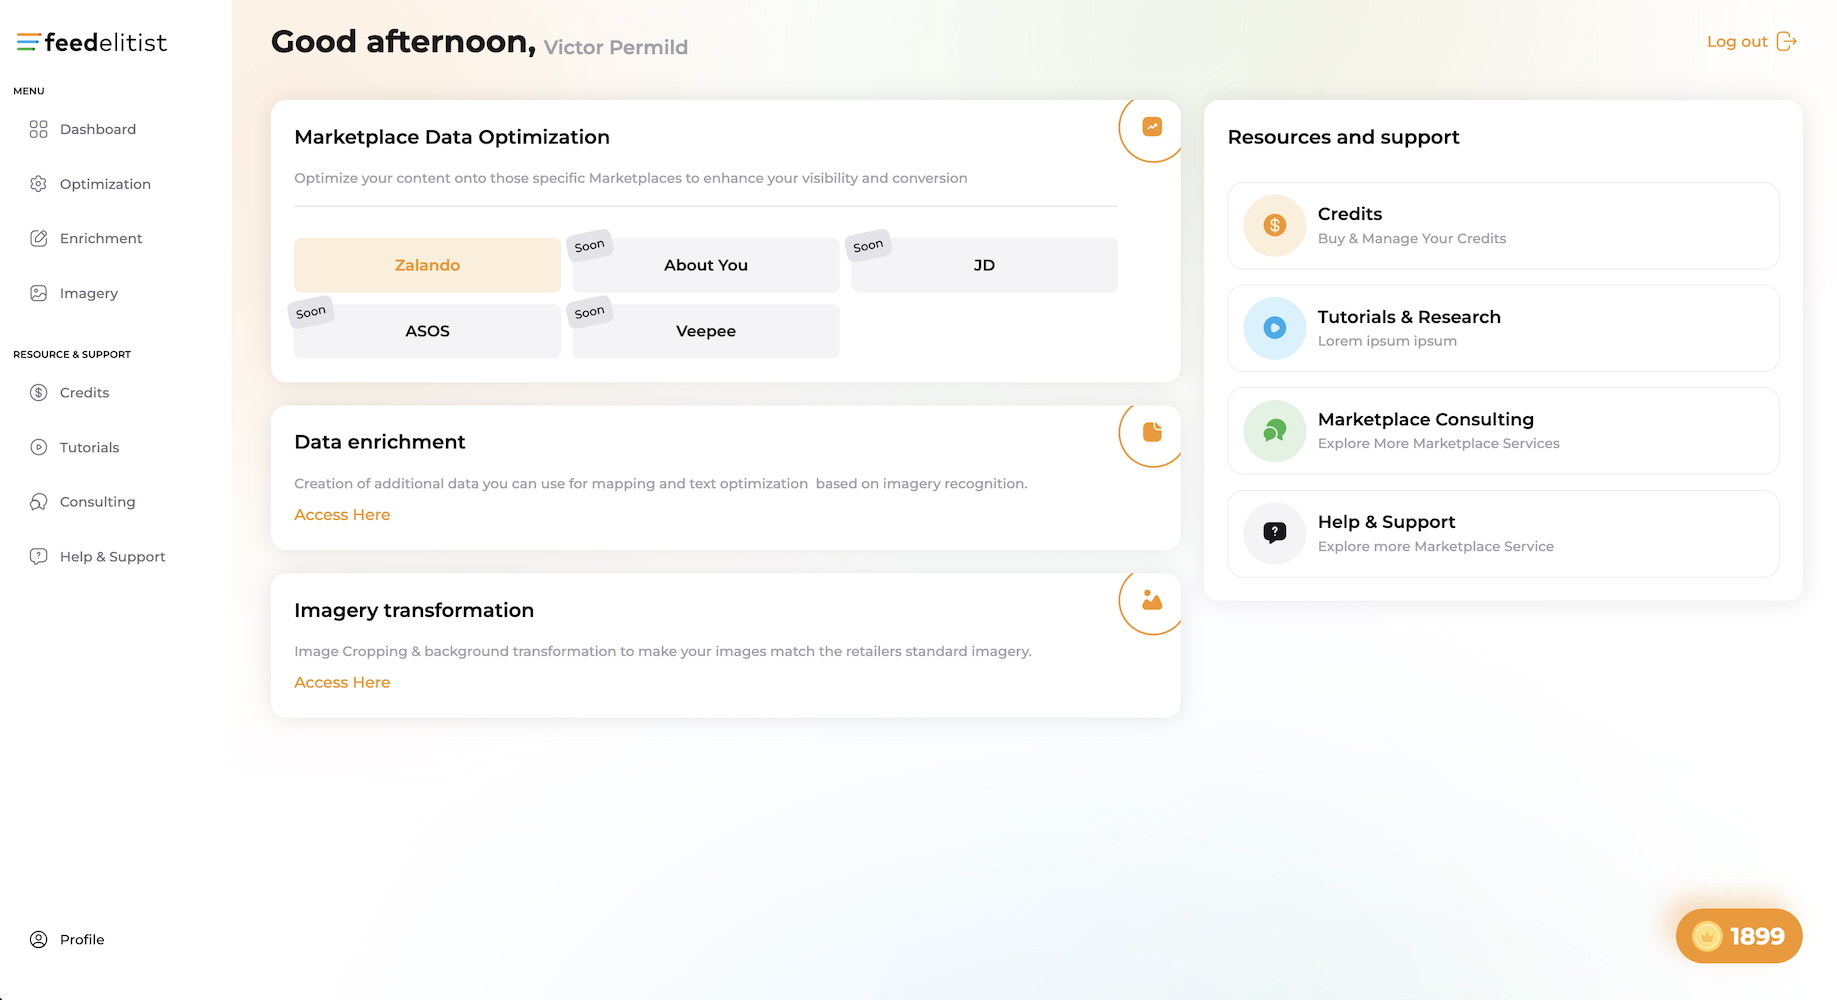 feedelitist
MENU
Dashboard
Optimization
Enrichment
Imagery
RESOURCE & SUPPORT
Credits
Tutorials
Consulting
Help & Support
Profile
Good afternoon, Victor Permild
Log out
Marketplace Data Optimization
Optimize your content onto those specific Marketplaces to enhance your visibility and conversion
Zalando
Soon
About You
Soon
JD
Soon
ASOS
Soon
Veepee
Data enrichment
Creation of additional data you can use for mapping and text optimization  based on imagery recognition.
Access Here
Imagery transformation
Image Cropping & background transformation to make your images match the retailers standard imagery.
Access Here
Resources and support
Credits
Buy & Manage Your Credits
Tutorials & Research
Lorem ipsum ipsum
Marketplace Consulting
Explore More Marketplace Services
Help & Support
Explore more Marketplace Service
1899